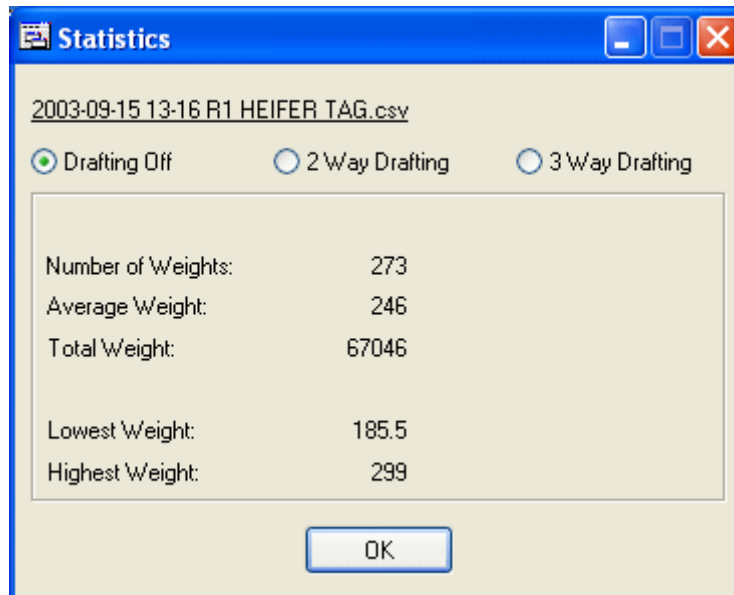 Statistics
2003-09-15 13-16 R1 HEIFER TAG.csv
Drafting Off 2 Way Drafting 3 Way Drafting
Number of Weights: 273
Average Weight: 246
Total Weight: 67046
Lowest Weight: 185.5
Highest Weight: 299
OK